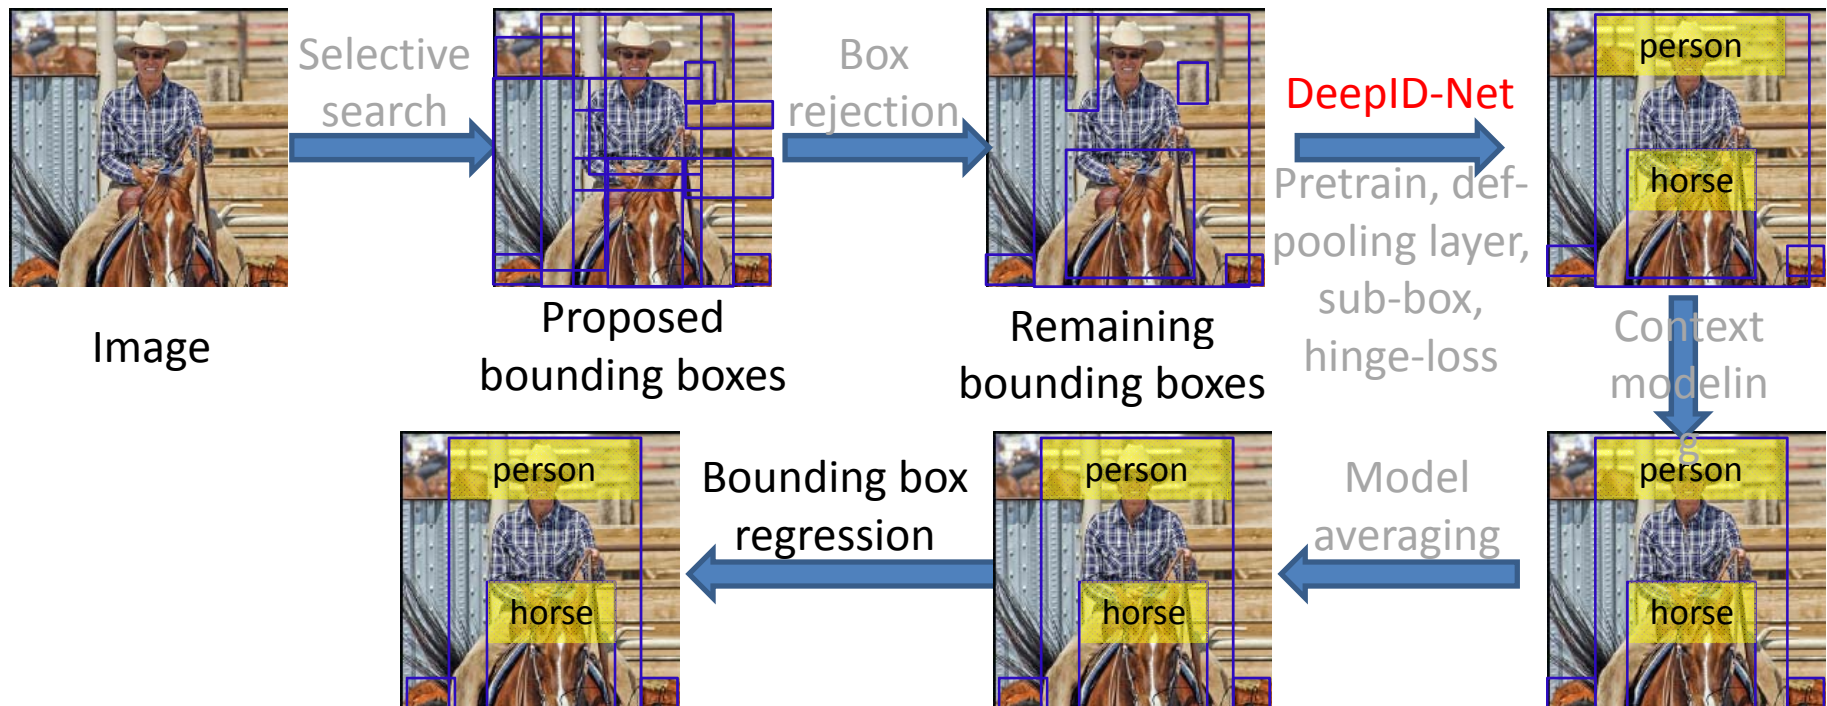 Selective
search
Box
rejection
DeepID-Net
Pretrain, def-
pooling layer,
sub-box,
hinge-loss
person
horse
Image
Proposed
bounding boxes
Remaining
bounding boxes
Context
modelin
g
person
horse
Model
averaging
person
horse
Bounding box
regression
person
horse